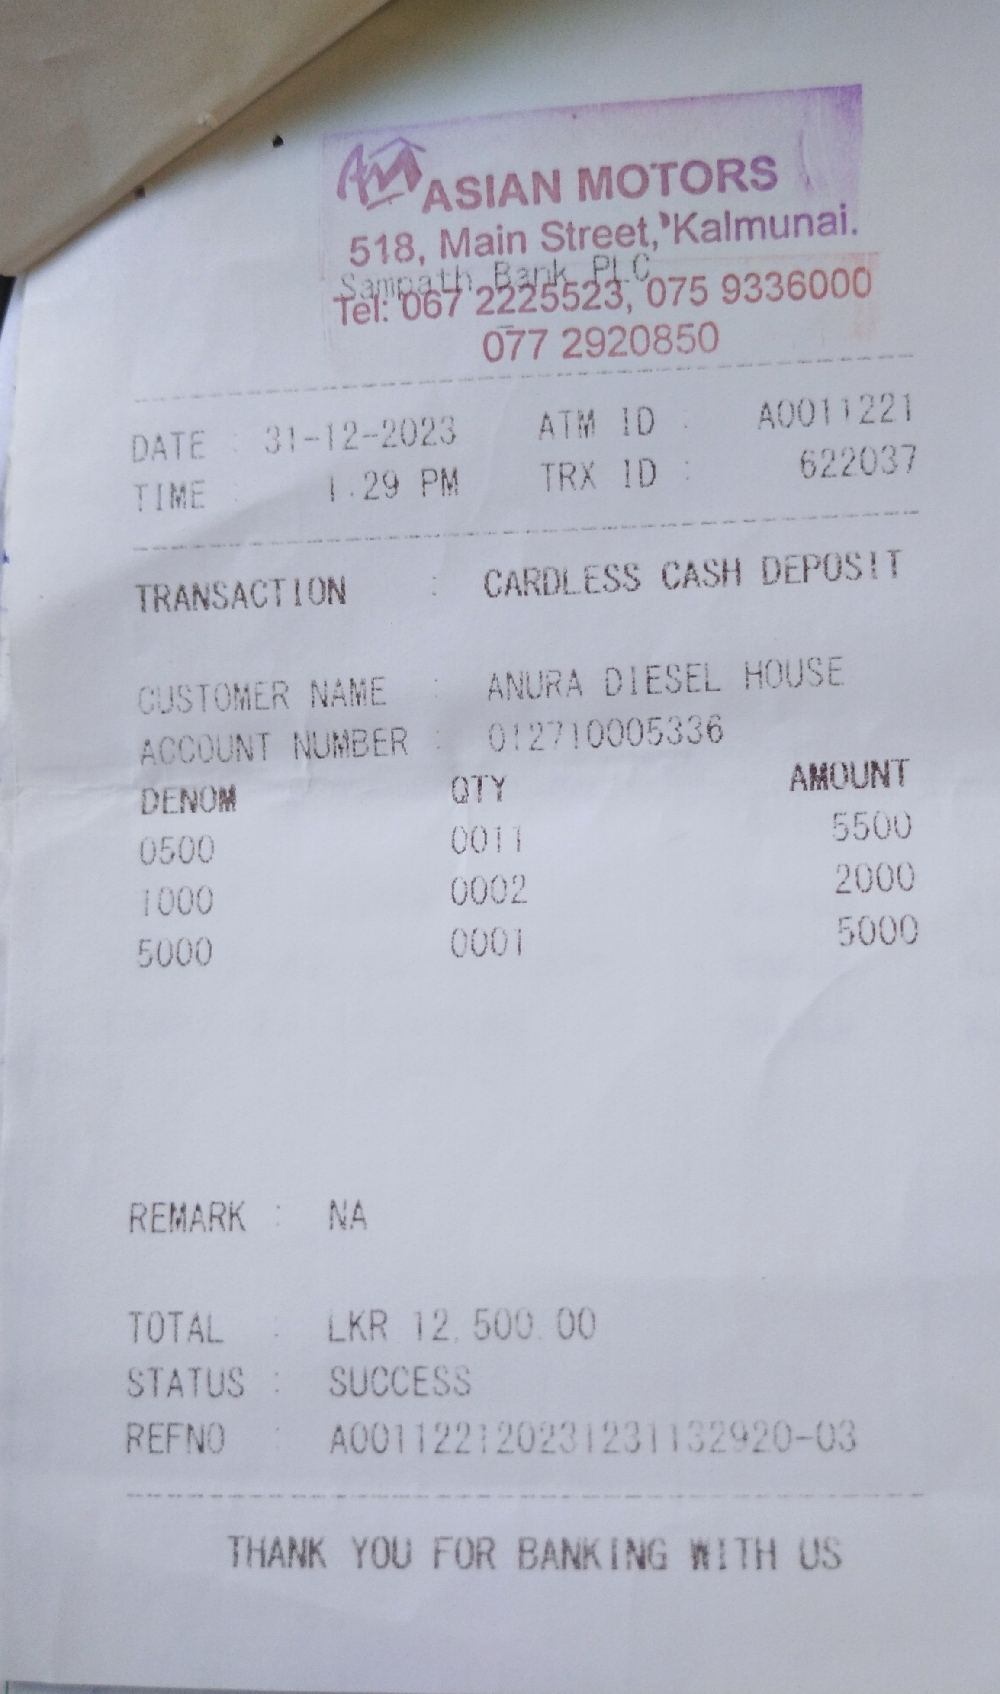 AM ASIAN MOTORS
518, Main Street, Kalmunai.
Sampath Bank PLC
Tel: 067 2225523, 075 9336000
077 2920850
DATE : 31-12-2023 ATM ID : A0011221
TIME : 1.29 PM TRX ID : 622037
TRANSACTION : CARDLESS CASH DEPOSIT
CUSTOMER NAME : ANURA DIESEL HOUSE
ACCOUNT NUMBER : 012710005336
DENOM QTY AMOUNT
0500 0011 5500
1000 0002 2000
5000 0001 5000
REMARK : NA
TOTAL : LKR 12,500.00
STATUS : SUCCESS
REFNO : A001122120231231132920-03
THANK YOU FOR BANKING WITH US